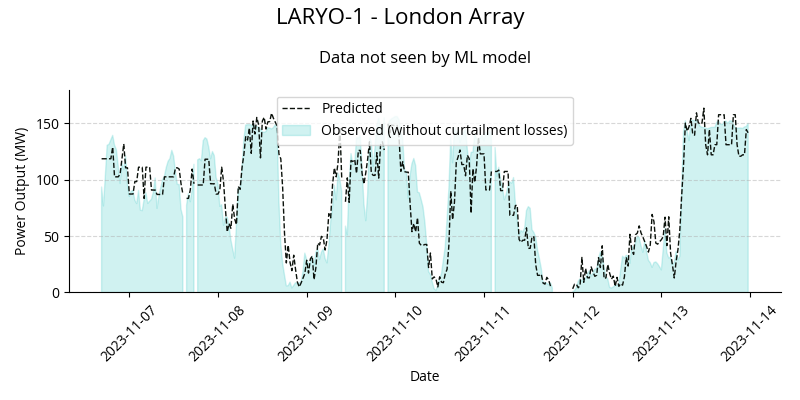 LARYO-1 - London Array
Data not seen by ML model
Predicted
Observed (without curtailment losses)
Power Output (MW)
150
100
50
0
2023-11-07
2023-11-08
2023-11-09
2023-11-10
2023-11-11
2023-11-12
2023-11-13
2023-11-14
Date